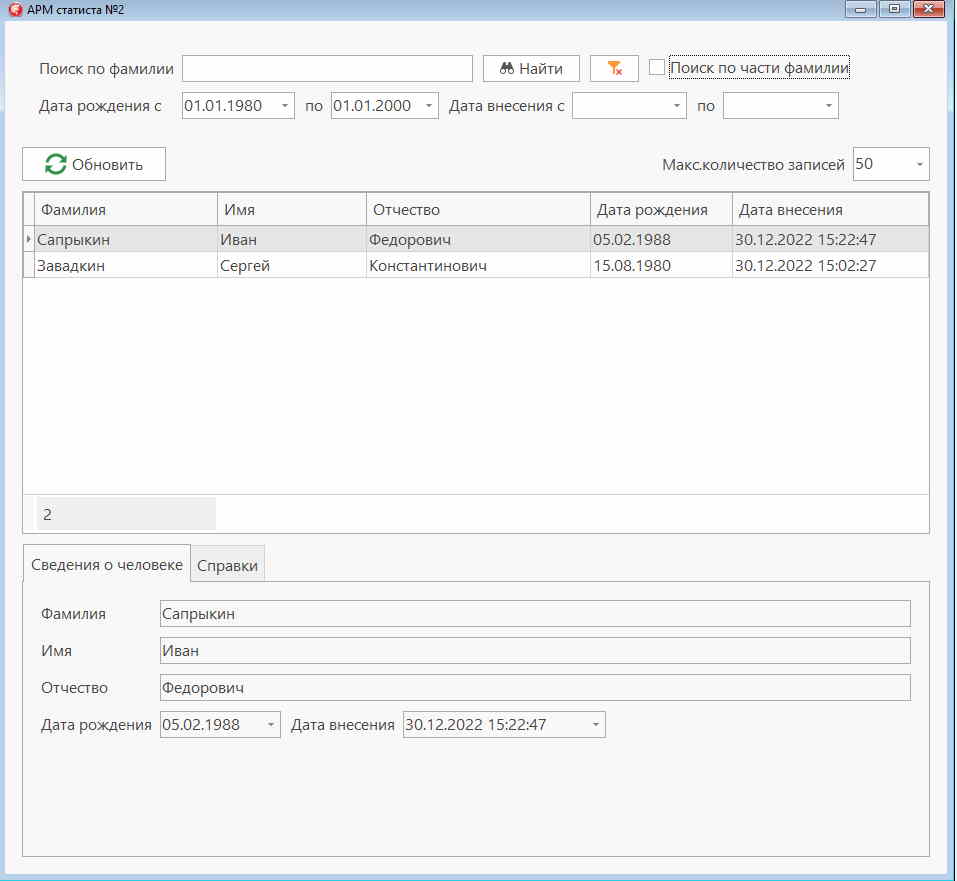 АРМ статиста №2
Поиск по фамилии Найти Поиск по части фамилии
Дата рождения с 01.01.1980 по 01.01.2000 Дата внесения с по
Обновить Макс.количество записей 50
Фамилия Имя Отчество Дата рождения Дата внесения
Сапрыкин Иван Федорович 05.02.1988 30.12.2022 15:22:47
Завадкин Сергей Константинович 15.08.1980 30.12.2022 15:02:27
2
Сведения о человеке Справки
Фамилия Сапрыкин
Имя Иван
Отчество Федорович
Дата рождения 05.02.1988 Дата внесения 30.12.2022 15:22:47